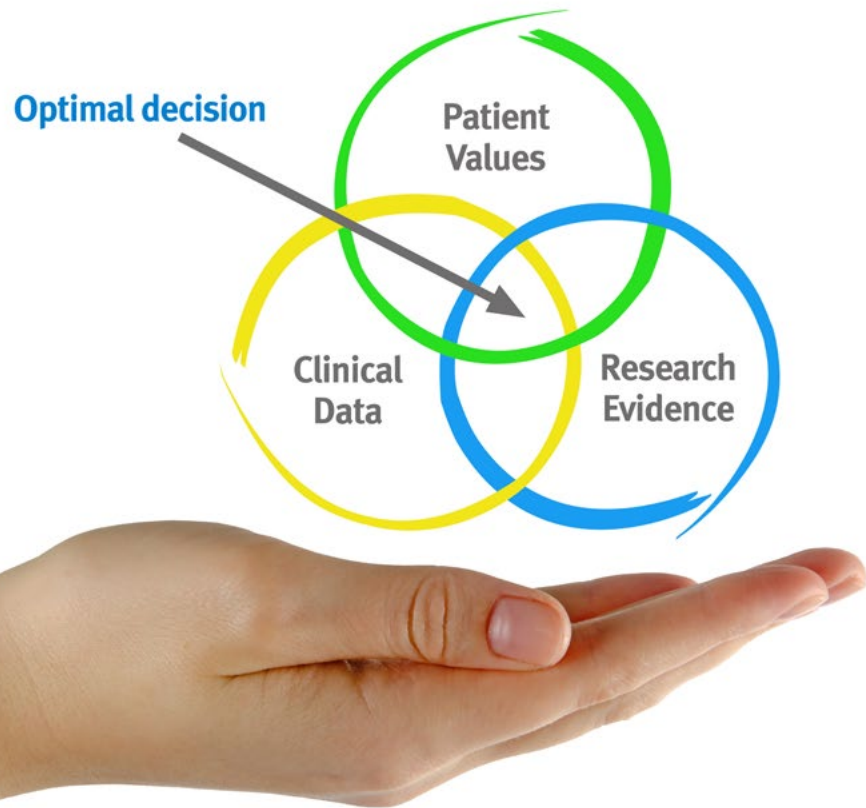 Optimal decision
Patient
Values
Clinical
Data
Research
Evidence